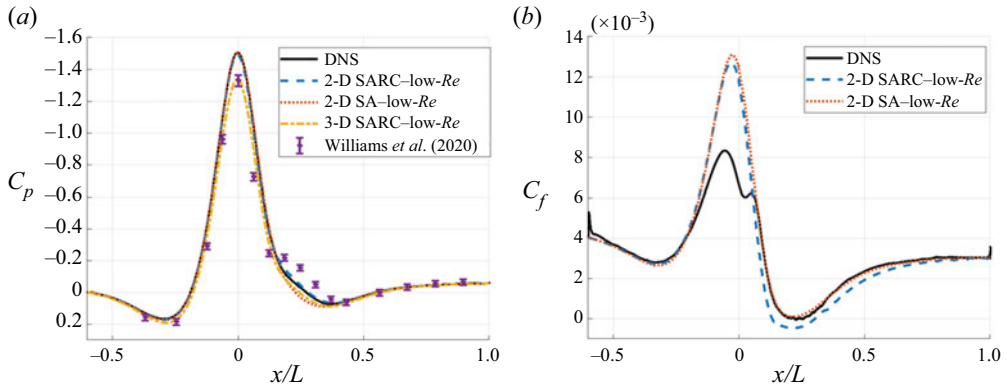 (a)
–1.6
–1.4
–1.2
–1.0
–0.8
–0.6
–0.4
–0.2
0
0.2
C_p
–0.5
0
0.5
1.0
x/L
DNS
2-D SARC–low-Re
2-D SA–low-Re
3-D SARC–low-Re
Williams et al. (2020)
(b)
(×10⁻³)
14
12
10
8
6
4
2
0
C_f
–0.5
0
0.5
1.0
x/L
DNS
2-D SARC–low-Re
2-D SA–low-Re